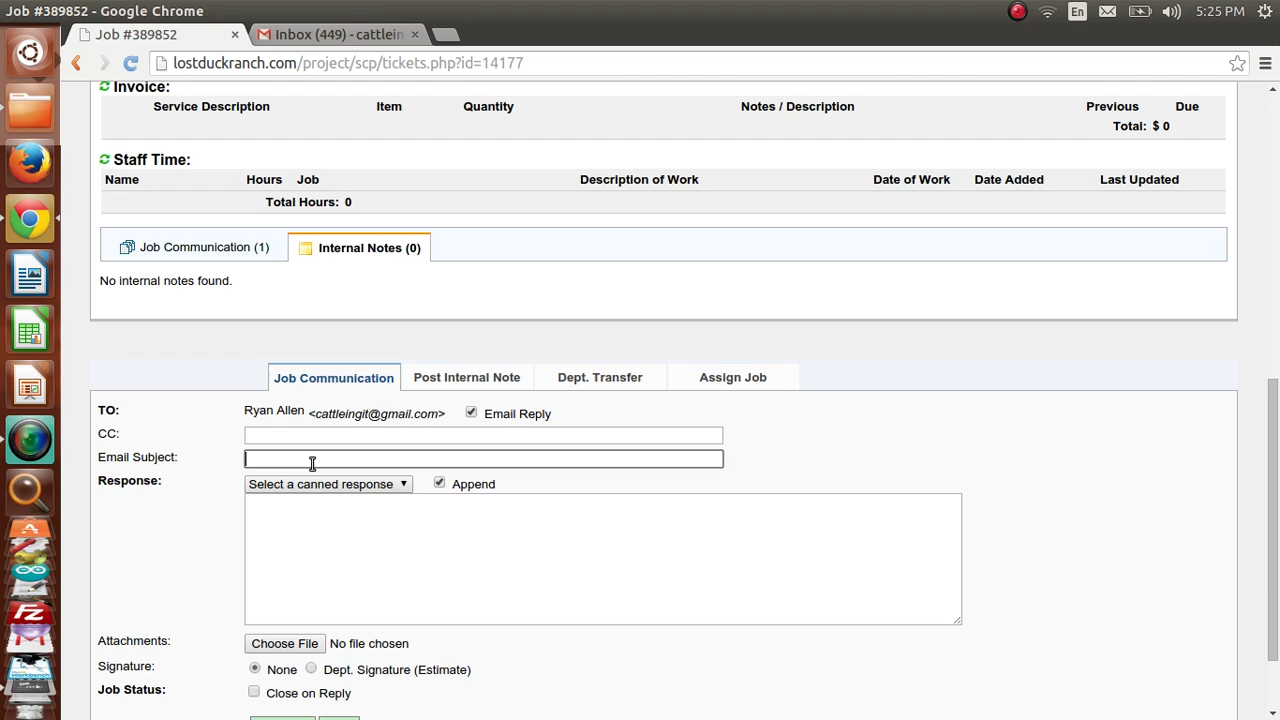 Job #389852 - Google Chrome
En
5:25 PM
Job #389852 ×
Inbox (449) - cattlein ×
lostduckranch.com/project/scp/tickets.php?id=14177
Invoice:
Service Description Item Quantity Notes / Description Previous Due
Total: $ 0
Staff Time:
Name Hours Job Description of Work Date of Work Date Added Last Updated
Total Hours: 0
Job Communication (1) Internal Notes (0)
No internal notes found.
Job Communication Post Internal Note Dept. Transfer Assign Job
TO: Ryan Allen <cattleingit@gmail.com> Email Reply
CC:
Email Subject:
Response: Select a canned response Append
Attachments: Choose File No file chosen
Signature: None Dept. Signature (Estimate)
Job Status: Close on Reply